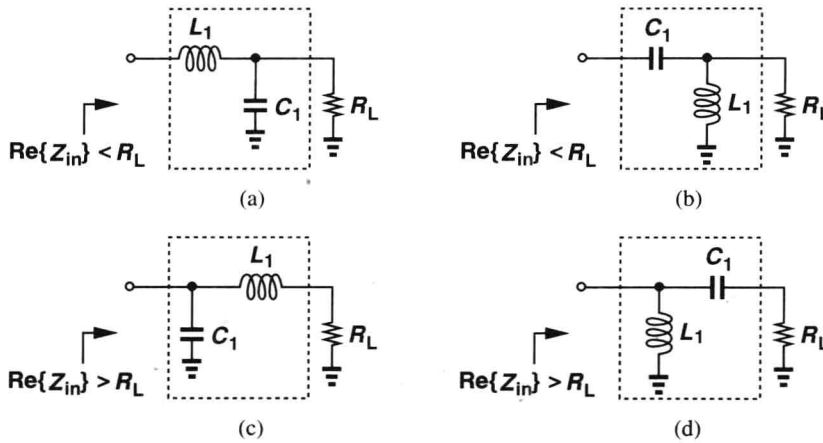 L1
C1
RL
Re{Zin} < RL
(a)
C1
L1
RL
Re{Zin} < RL
(b)
L1
C1
RL
Re{Zin} > RL
(c)
C1
L1
RL
Re{Zin} > RL
(d)